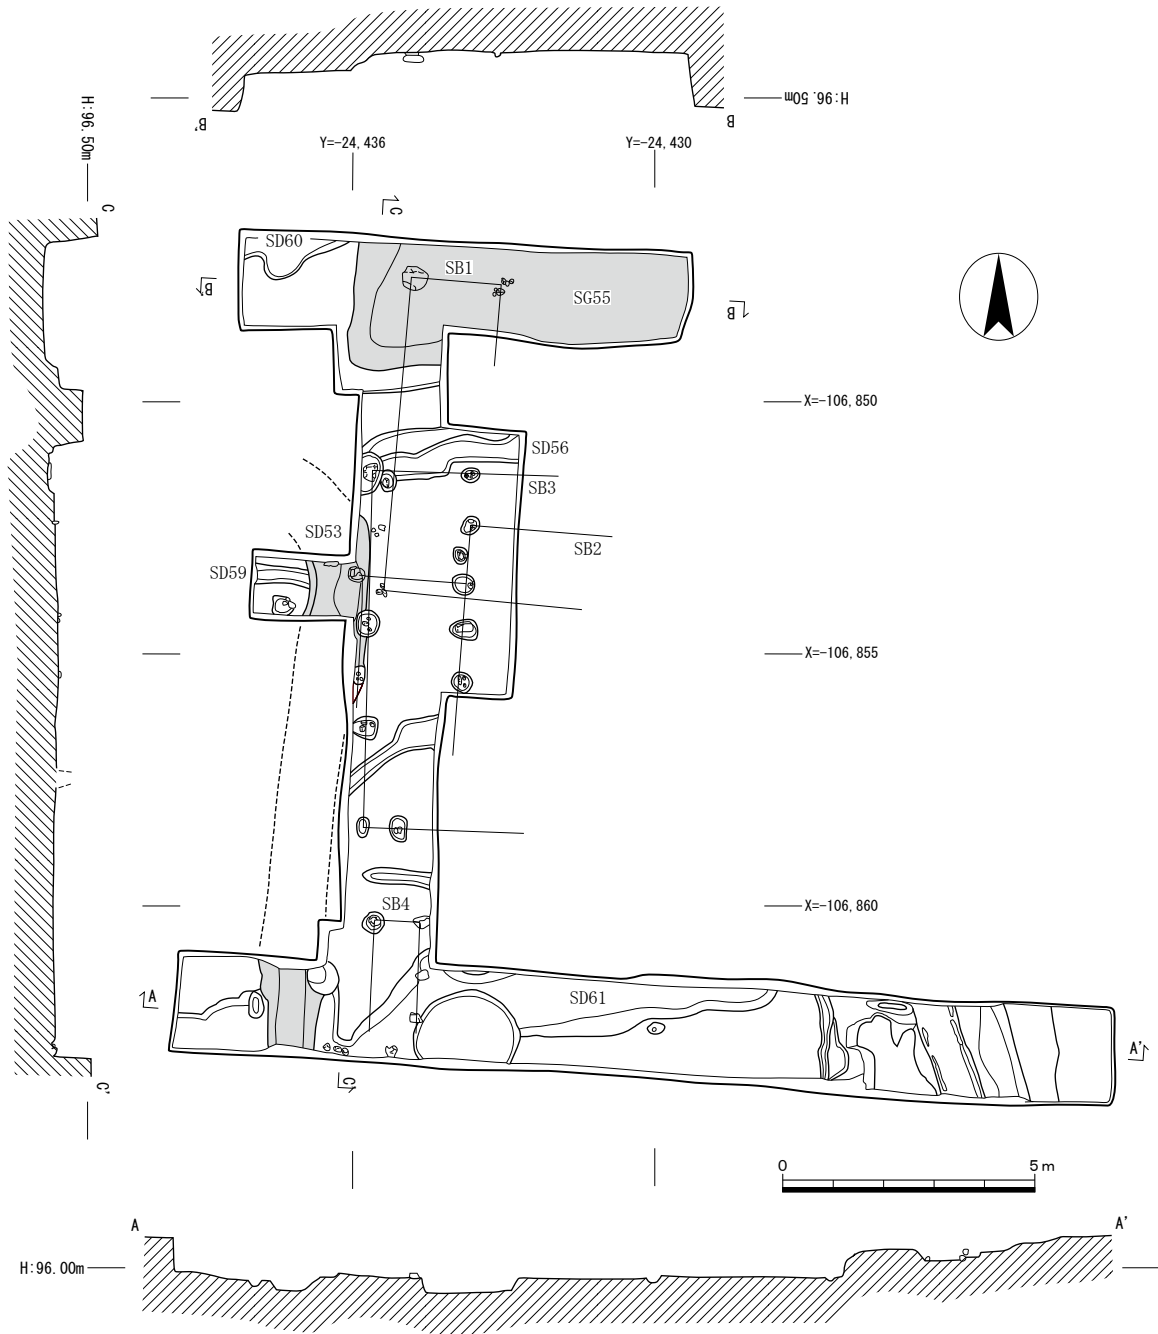 H:96.50m
H:96.50m
B'
B
Y=-24,436
Y=-24,430
C
C
SD60
SB1
B'
SG55
B
X=-106,850
SD56
SB3
SD53
SB2
SD59
X=-106,855
SB4
X=-106,860
A
SD61
A'
C'
C'
0
5m
A
A'
H:96.00m